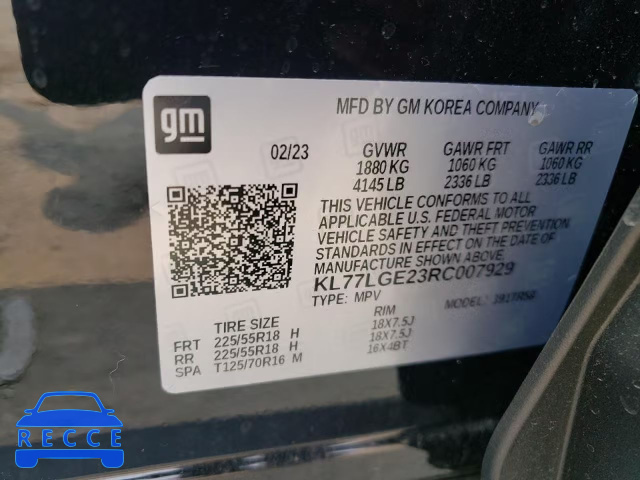 gm
MFD BY GM KOREA COMPANY
02/23 GVWR GAWR FRT GAWR RR
1880 KG 1060 KG 1060 KG
4145 LB 2336 LB 2336 LB
THIS VEHICLE CONFORMS TO ALL
APPLICABLE U.S. FEDERAL MOTOR
VEHICLE SAFETY AND THEFT PREVENTION
STANDARDS IN EFFECT ON THE DATE OF
MANUFACTURE SHOWN ABOVE.
KL77LGE23RC007929
TYPE: MPV MODEL:
TIRE SIZE RIM
FRT 225/55R18 H 18X7.5J
RR 225/55R18 H 18X7.5J
SPA T125/70R16 M 16X4BT
RECCE